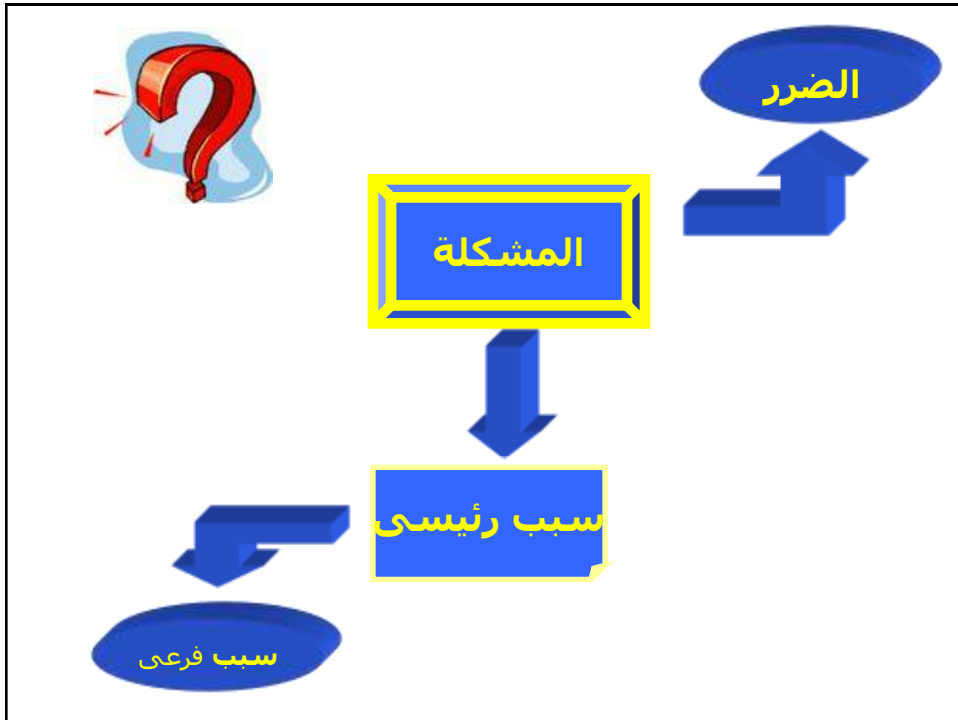 الضرر
المشكلة
سبب رئيسى
سبب فرعى